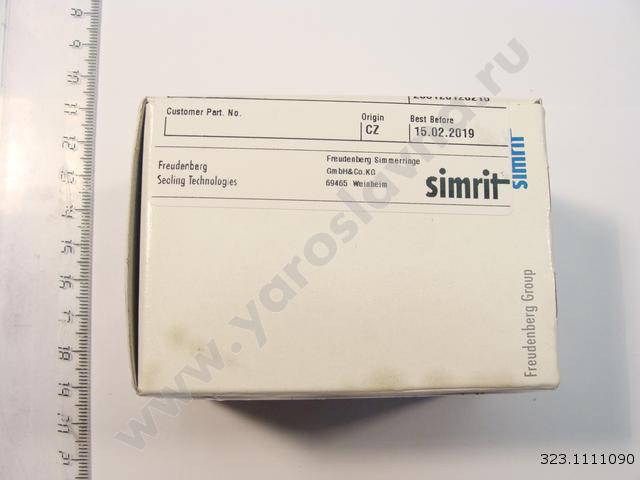 Customer Part. No.
Origin
CZ
Best Before
15.02.2019
Freudenberg
Sealing Technologies
Freudenberg Simmerringe
GmbH&Co.KG
69465 Weinheim
simrit
simrit
Freudenberg Group
www.yaroslavna.ru
323.1111090